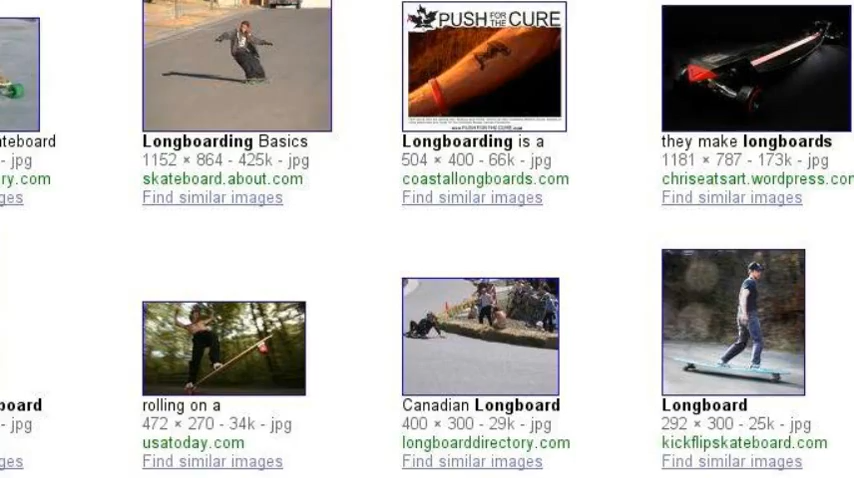 PUSH FOR THE CURE
www.PUSHFORTHECURE.com
ateboard
Longboarding Basics
Longboarding is a
they make longboards
- jpg
1152 × 864 - 425k - jpg
504 × 400 - 66k - jpg
1181 × 787 - 173k - jpg
ry.com
skateboard.about.com
coastallongboards.com
chriseatsart.wordpress.com
ges
Find similar images
Find similar images
Find similar images
board
rolling on a
Canadian Longboard
Longboard
- jpg
472 × 270 - 34k - jpg
400 × 300 - 29k - jpg
292 × 300 - 25k - jpg
usatoday.com
longboarddirectory.com
kickflipskateboard.com
ges
Find similar images
Find similar images
Find similar images